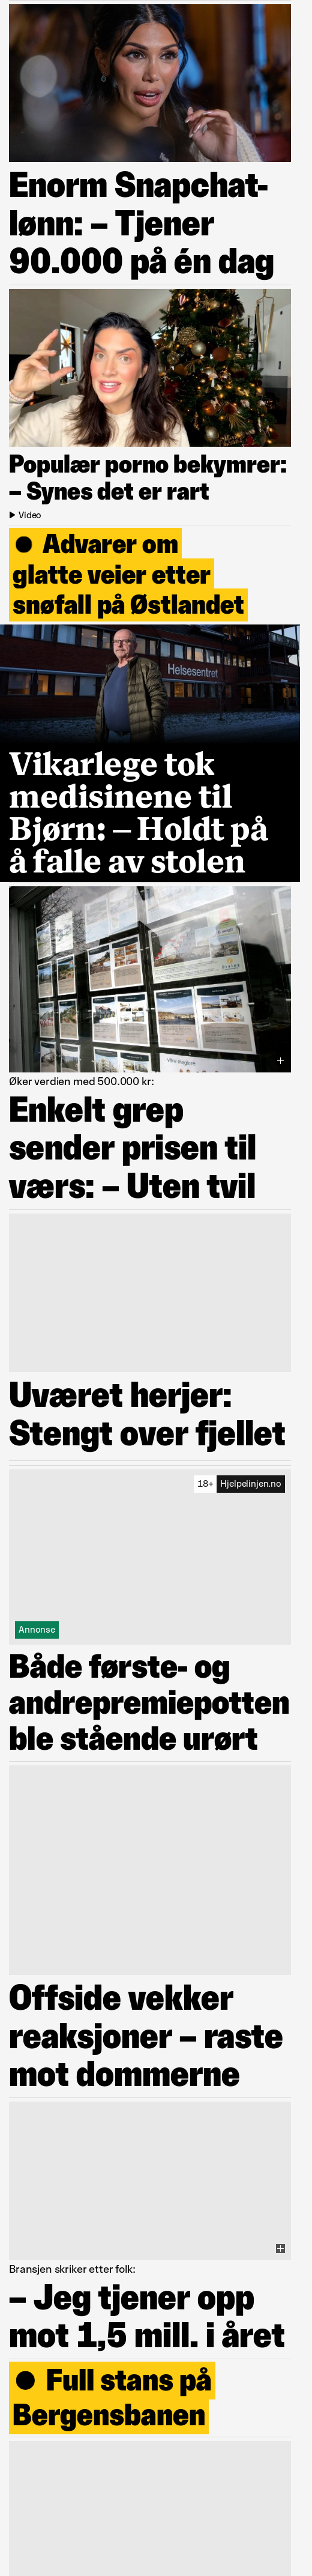 Enorm Snapchat-
lønn: – Tjener
90.000 på én dag
Populær porno bekymrer:
– Synes det er rart
Video
Advarer om
glatte veier etter
snøfall på Østlandet
Helsesentret
Vikarlege tok
medisinene til
Bjørn: – Holdt på
å falle av stolen
Øker verdien med 500.000 kr:
Enkelt grep
sender prisen til
værs: – Uten tvil
Uværet herjer:
Stengt over fjellet
18+ Hjelpelinjen.no
Annonse
Både første- og
andrepremiepotten
ble stående urørt
Offside vekker
reaksjoner – raste
mot dommerne
Bransjen skriker etter folk:
– Jeg tjener opp
mot 1,5 mill. i året
Full stans på
Bergensbanen